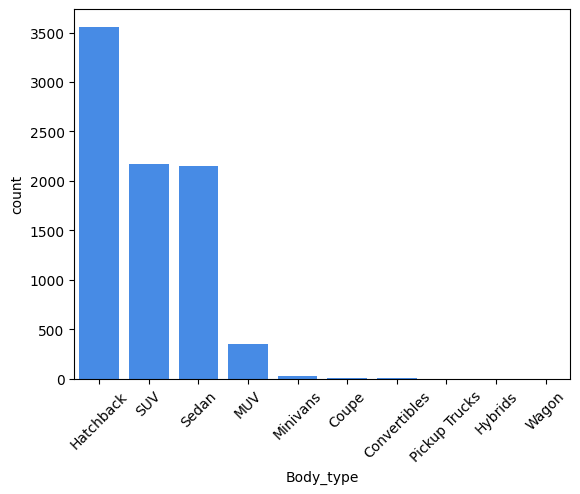 3500
3000
2500
2000
1500
1000
500
0
count
Hatchback
SUV
Sedan
MUV
Minivans
Coupe
Convertibles
Pickup Trucks
Hybrids
Wagon
Body_type